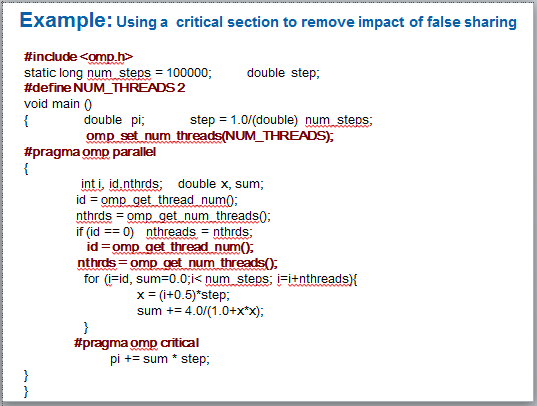 Example: Using a critical section to remove impact of false sharing
#include <omp.h>
static long num_steps = 100000; double step;
#define NUM_THREADS 2
void main ()
{ double pi; step = 1.0/(double) num_steps;
omp_set_num_threads(NUM_THREADS);
#pragma omp parallel
{
int i, id,nthrds; double x, sum;
id = omp_get_thread_num();
nthrds = omp_get_num_threads();
if (id == 0) nthreads = nthrds;
id = omp_get_thread_num();
nthrds = omp_get_num_threads();
for (i=id, sum=0.0;i< num_steps; i=i+nthreads){
x = (i+0.5)*step;
sum += 4.0/(1.0+x*x);
}
#pragma omp critical
pi += sum * step;
}
}